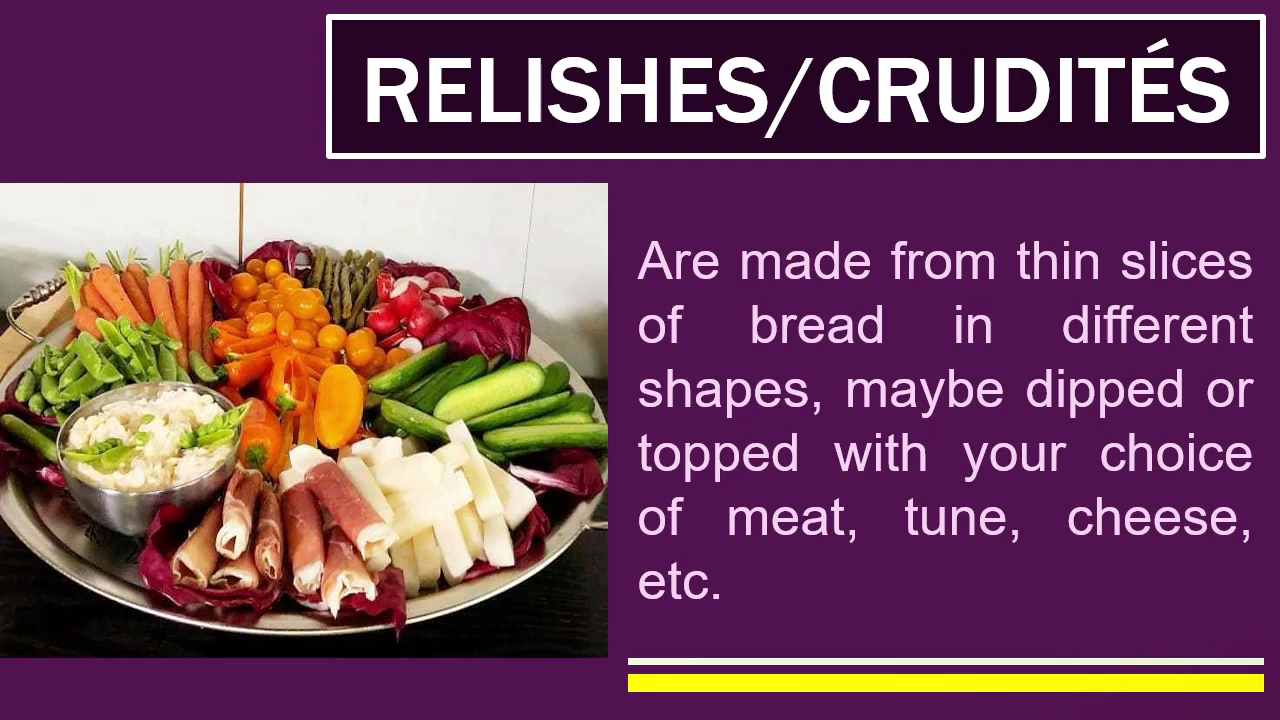 RELISHES/CRUDITÉS
Are made from thin slices
of bread in different
shapes, maybe dipped or
topped with your choice
of meat, tune, cheese,
etc.